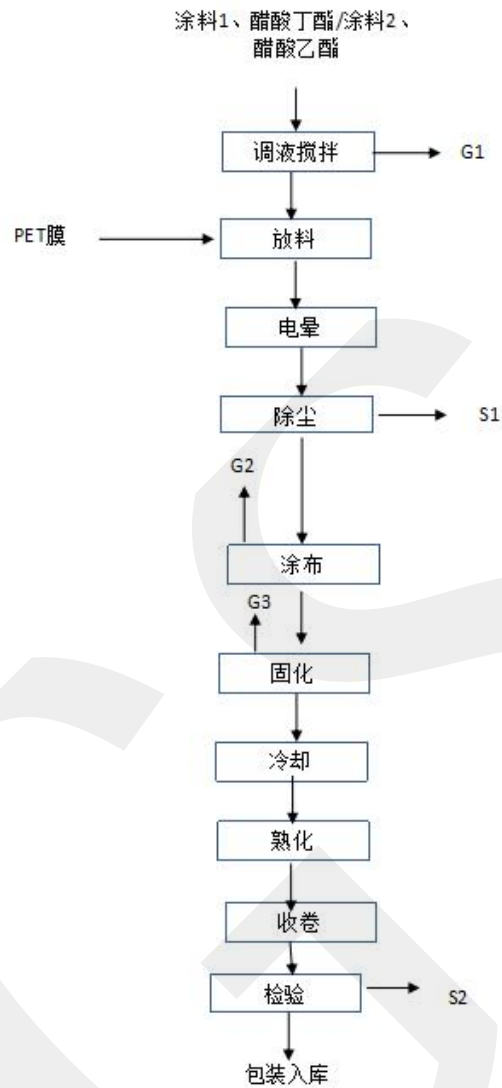 涂料1、醋酸丁酯/涂料2、
醋酸乙酯
调液搅拌
G1
PET膜
放料
电晕
除尘
S1
G2
涂布
G3
固化
冷却
熟化
收卷
检验
S2
包装入库